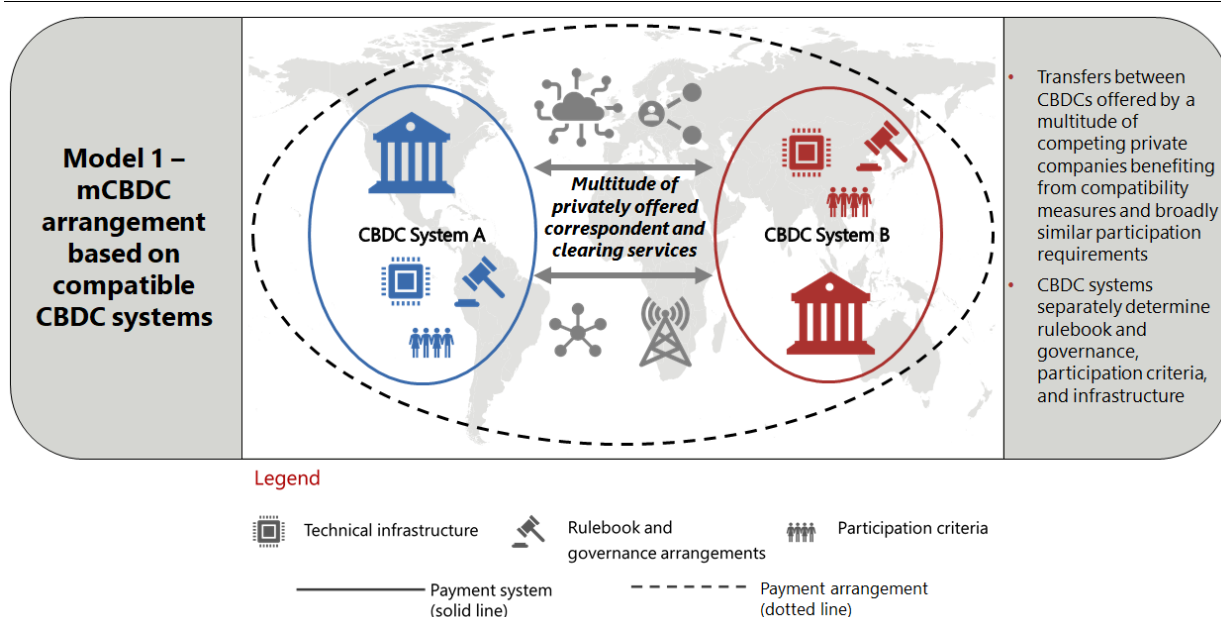 Model 1 –
mCBDC
arrangement
based on
compatible
CBDC systems
CBDC System A
Multitude of
privately offered
correspondent and
clearing services
CBDC System B
• Transfers between
CBDCs offered by a
multitude of
competing private
companies benefiting
from compatibility
measures and broadly
similar participation
requirements
• CBDC systems
separately determine
rulebook and
governance,
participation criteria,
and infrastructure
Legend
Technical infrastructure
Rulebook and
governance arrangements
Participation criteria
Payment system
(solid line)
Payment arrangement
(dotted line)